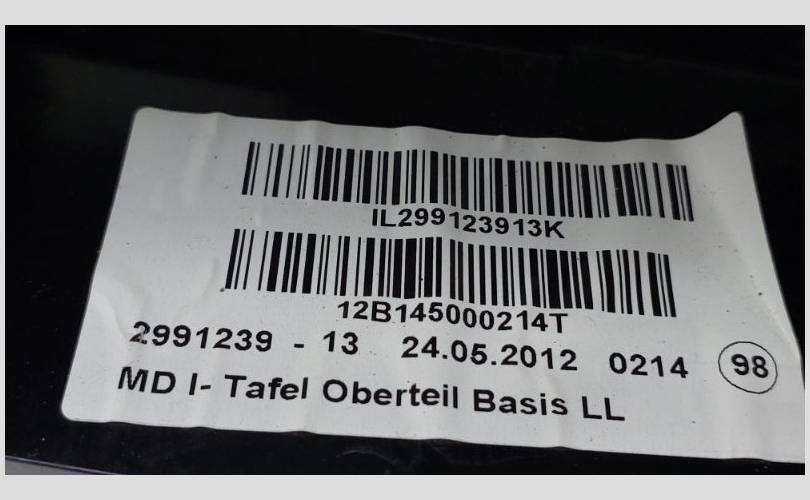 IL299123913K
12B145000214T
2991239 - 13 24.05.2012 0214 98
MD I- Tafel Oberteil Basis LL